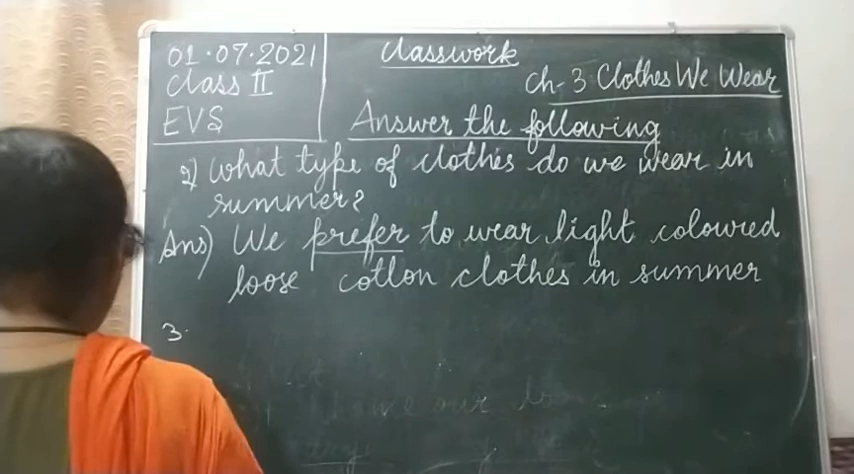 01.07.2021
Class II
EVS
Classwork
Ch-3 Clothes We Wear
Answer the following
2) What type of clothes do we wear in
summer?
Ans) We prefer to wear light coloured
loose cotton clothes in summer
3.